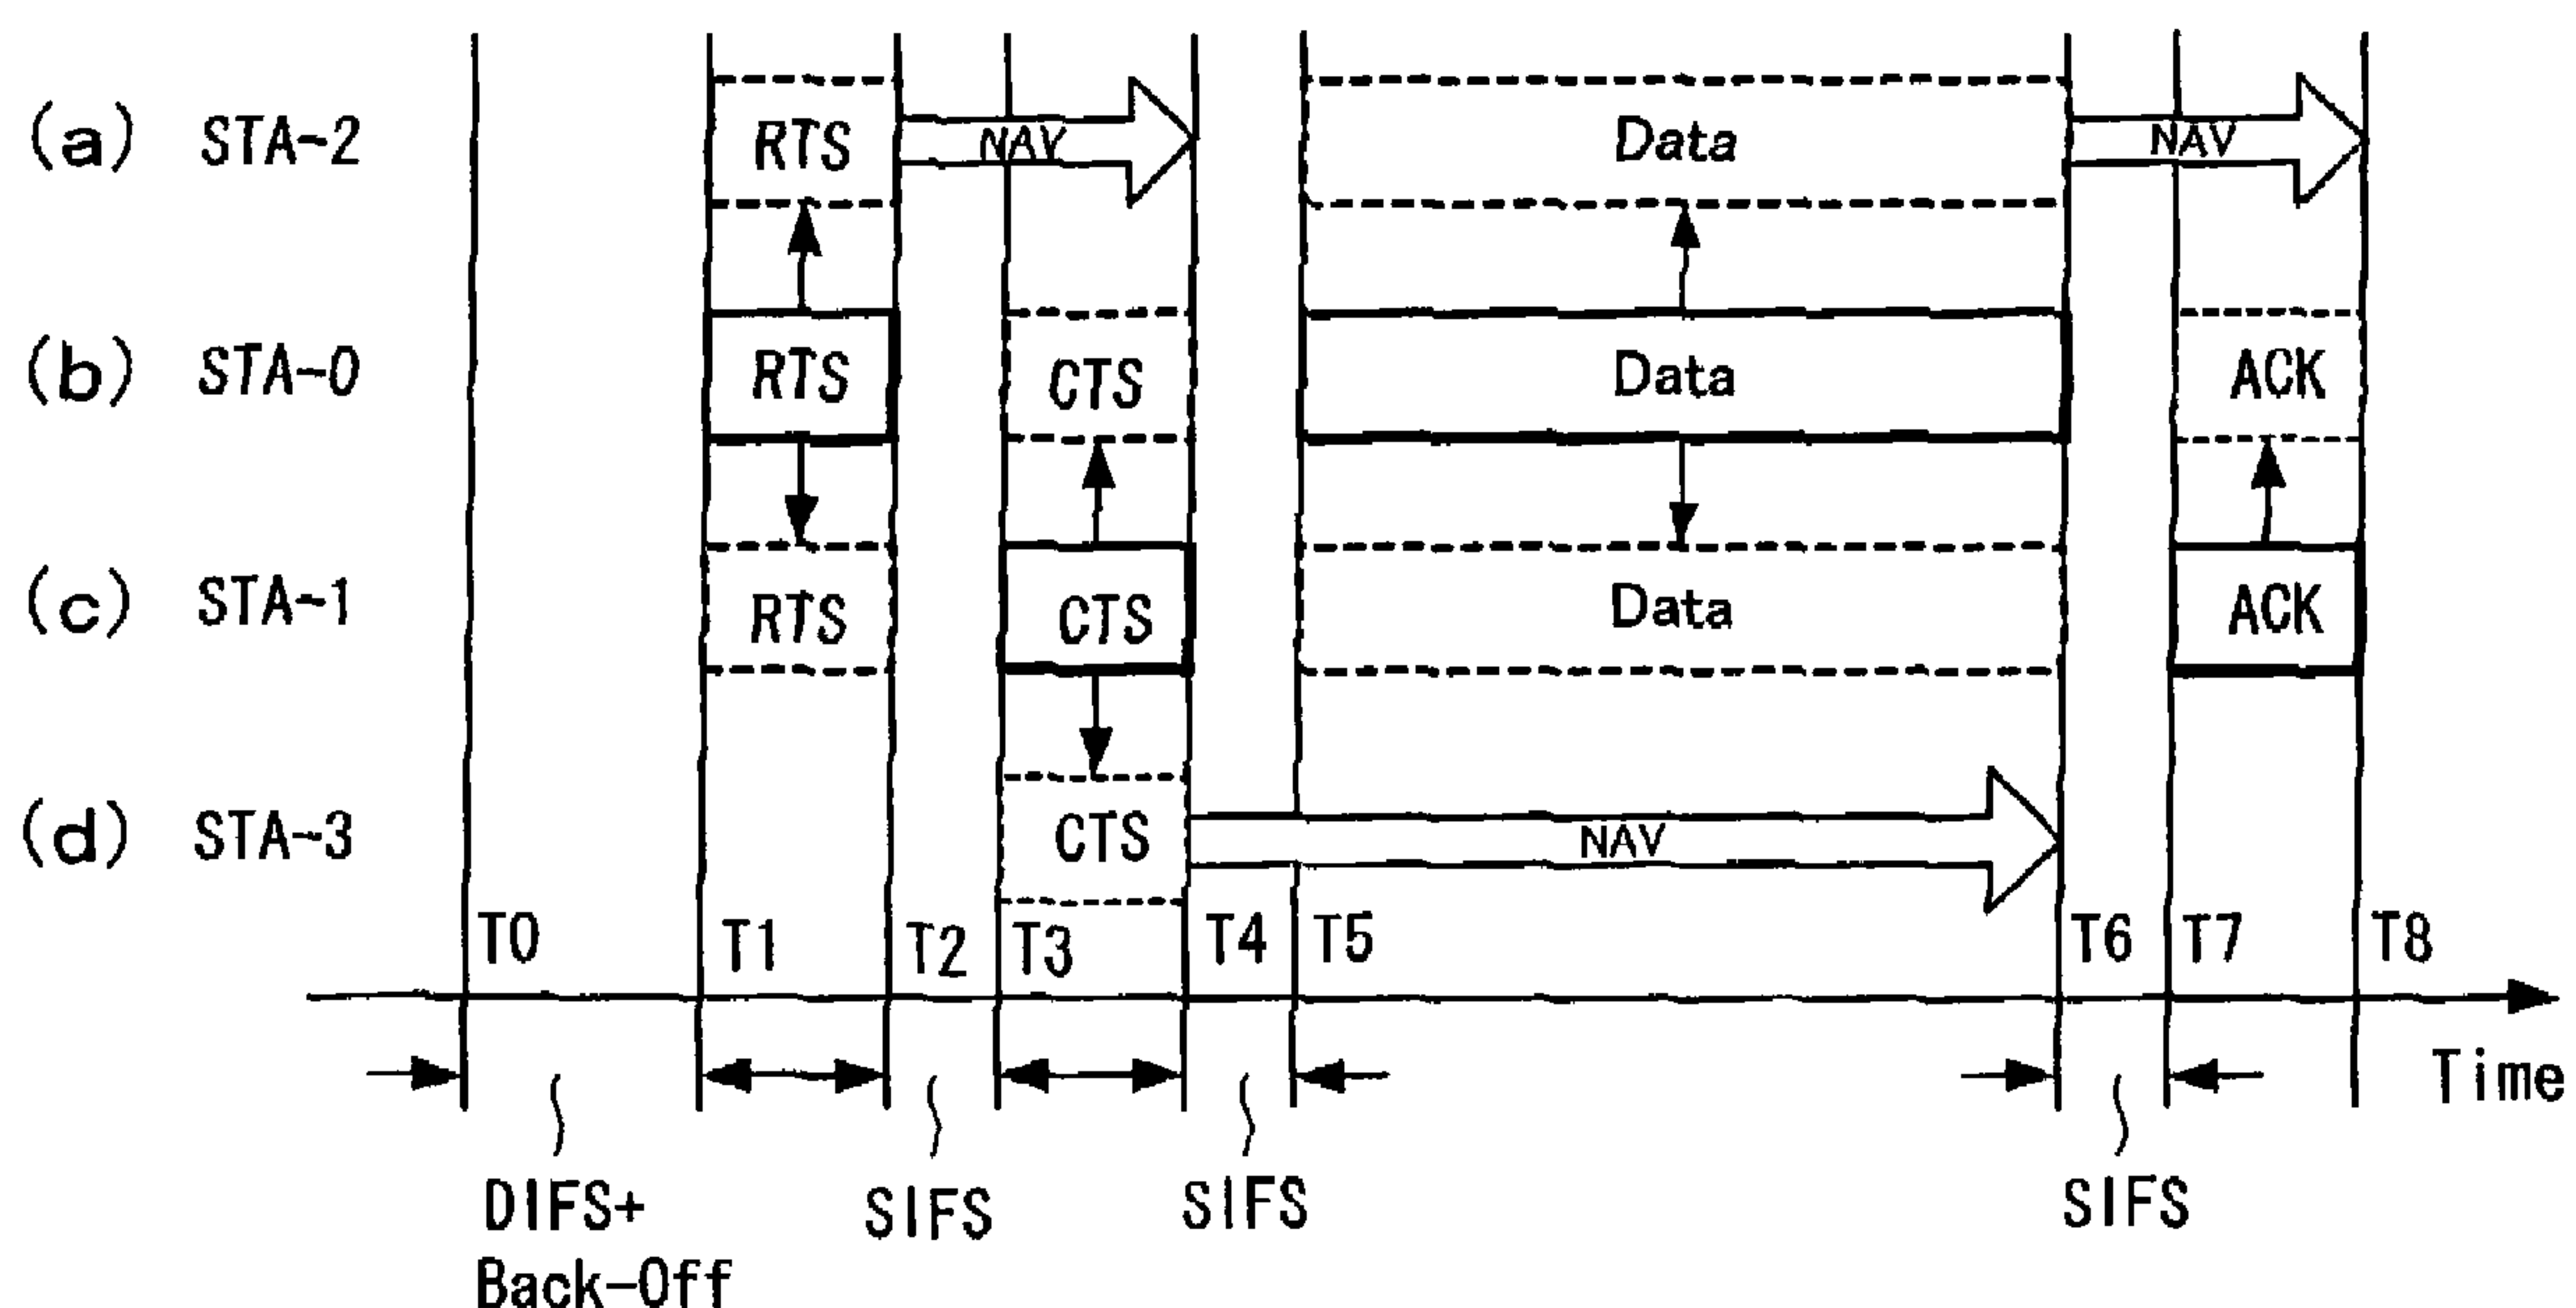 (a) STA-2 RTS NAV Data NAV
(b) STA-0 RTS CTS Data ACK
(c) STA-1 RTS CTS Data ACK
(d) STA-3 CTS NAV
T0 T1 T2 T3 T4 T5 T6 T7 T8
Time
DIFS+ SIFS SIFS SIFS
Back-Off